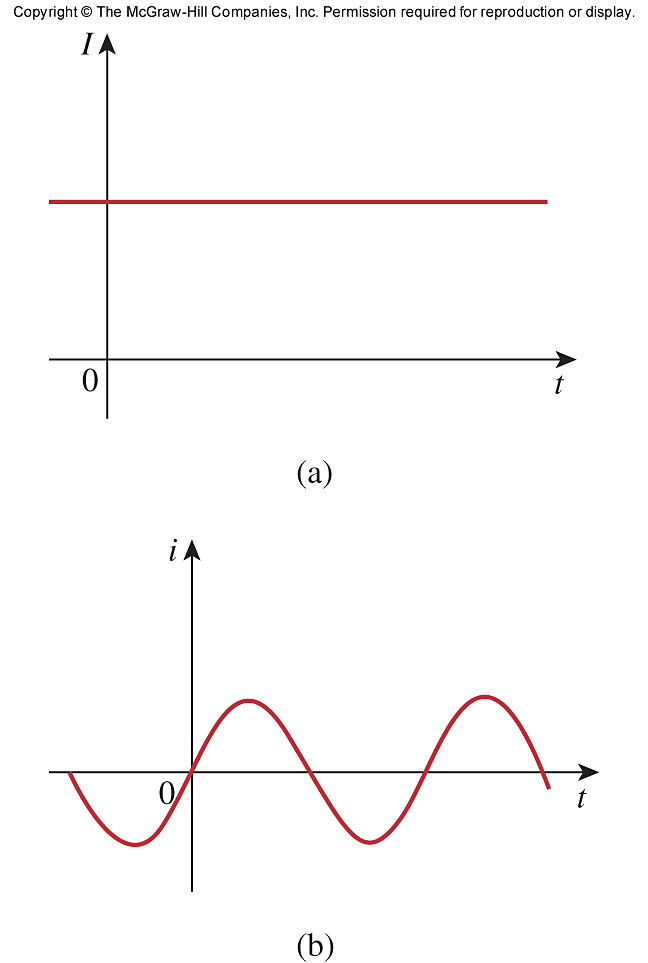 Copyright © The McGraw-Hill Companies, Inc. Permission required for reproduction or display.
I
0
t
(a)
i
0
t
(b)